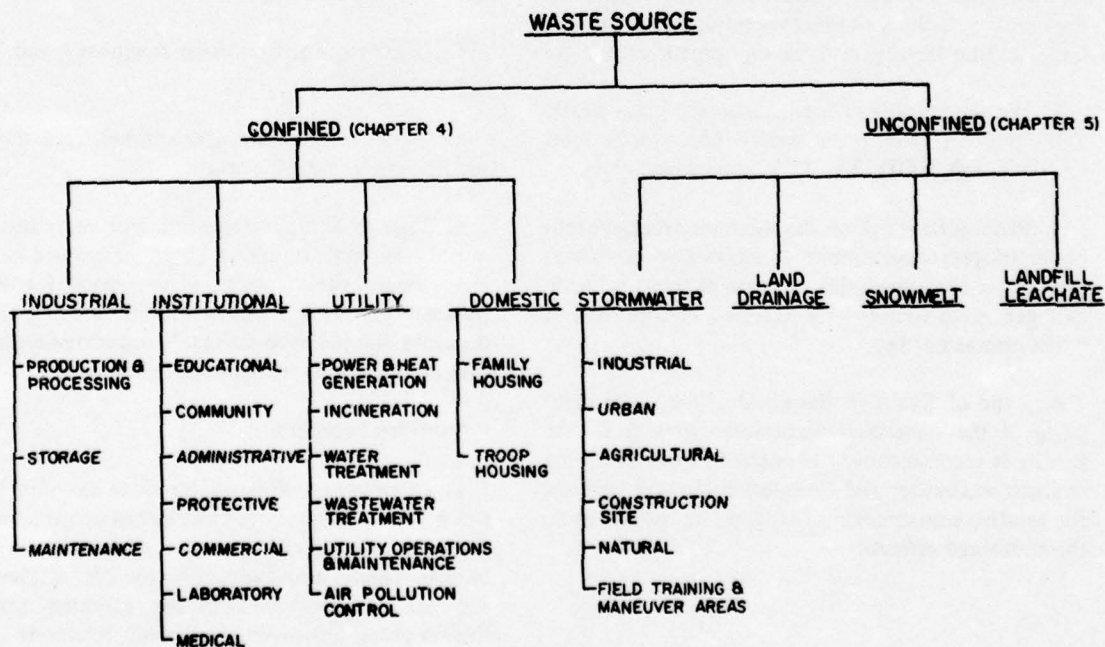 WASTE SOURCE
CONFINED (CHAPTER 4)
UNCONFINED (CHAPTER 5)
INDUSTRIAL
PRODUCTION &
PROCESSING
STORAGE
MAINTENANCE
INSTITUTIONAL
EDUCATIONAL
COMMUNITY
ADMINISTRATIVE
PROTECTIVE
COMMERCIAL
LABORATORY
MEDICAL
UTILITY
POWER & HEAT
GENERATION
INCINERATION
WATER
TREATMENT
WASTEWATER
TREATMENT
UTILITY OPERATIONS
& MAINTENANCE
AIR POLLUTION
CONTROL
DOMESTIC
FAMILY
HOUSING
TROOP
HOUSING
STORMWATER
INDUSTRIAL
URBAN
AGRICULTURAL
CONSTRUCTION
SITE
NATURAL
FIELD TRAINING &
MANEUVER AREAS
LAND
DRAINAGE
SNOWMELT
LANDFILL
LEACHATE